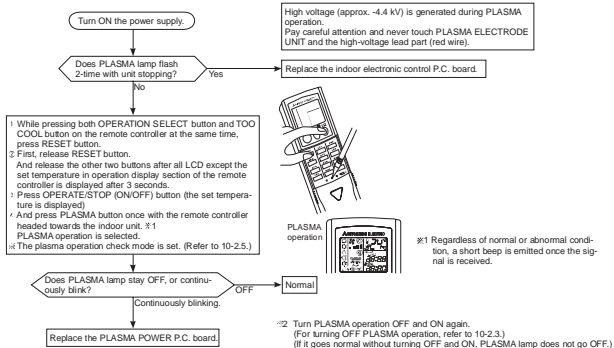 Turn ON the power supply.
High voltage (approx. -4.4 kV) is generated during PLASMA
operation.
Pay careful attention and never touch PLASMA ELECTRODE
UNIT and the high-voltage lead part (red wire).
Does PLASMA lamp flash
2-time with unit stopping?
Yes
Replace the indoor electronic control P.C. board.
No
While pressing both OPERATION SELECT button and TOO
COOL button on the remote controller at the same time,
press RESET button.
② First, release RESET button.
And release the other two buttons after all LCD except the
set temperature in operation display section of the remote
controller is displayed after 3 seconds.
Press OPERATE/STOP (ON/OFF) button (the set tempera-
ture is displayed)
And press PLASMA button once with the remote controller
headed towards the indoor unit. ※1
PLASMA operation is selected.
※ The plasma operation check mode is set. (Refer to 10-2.5.)
PLASMA
operation
MITSUBISHI ELECTRIC
88:88
88:80
※1 Regardless of normal or abnormal condi-
tion, a short beep is emitted once the sig-
nal is received.
Does PLASMA lamp stay OFF, or continu-
ously blink?
OFF
Normal
Continuously blinking.
Replace the PLASMA POWER P.C. board.
※2 Turn PLASMA operation OFF and ON again.
(For turning OFF PLASMA operation, refer to 10-2.3.)
(If it goes normal without turning OFF and ON, PLASMA lamp does not go OFF.)